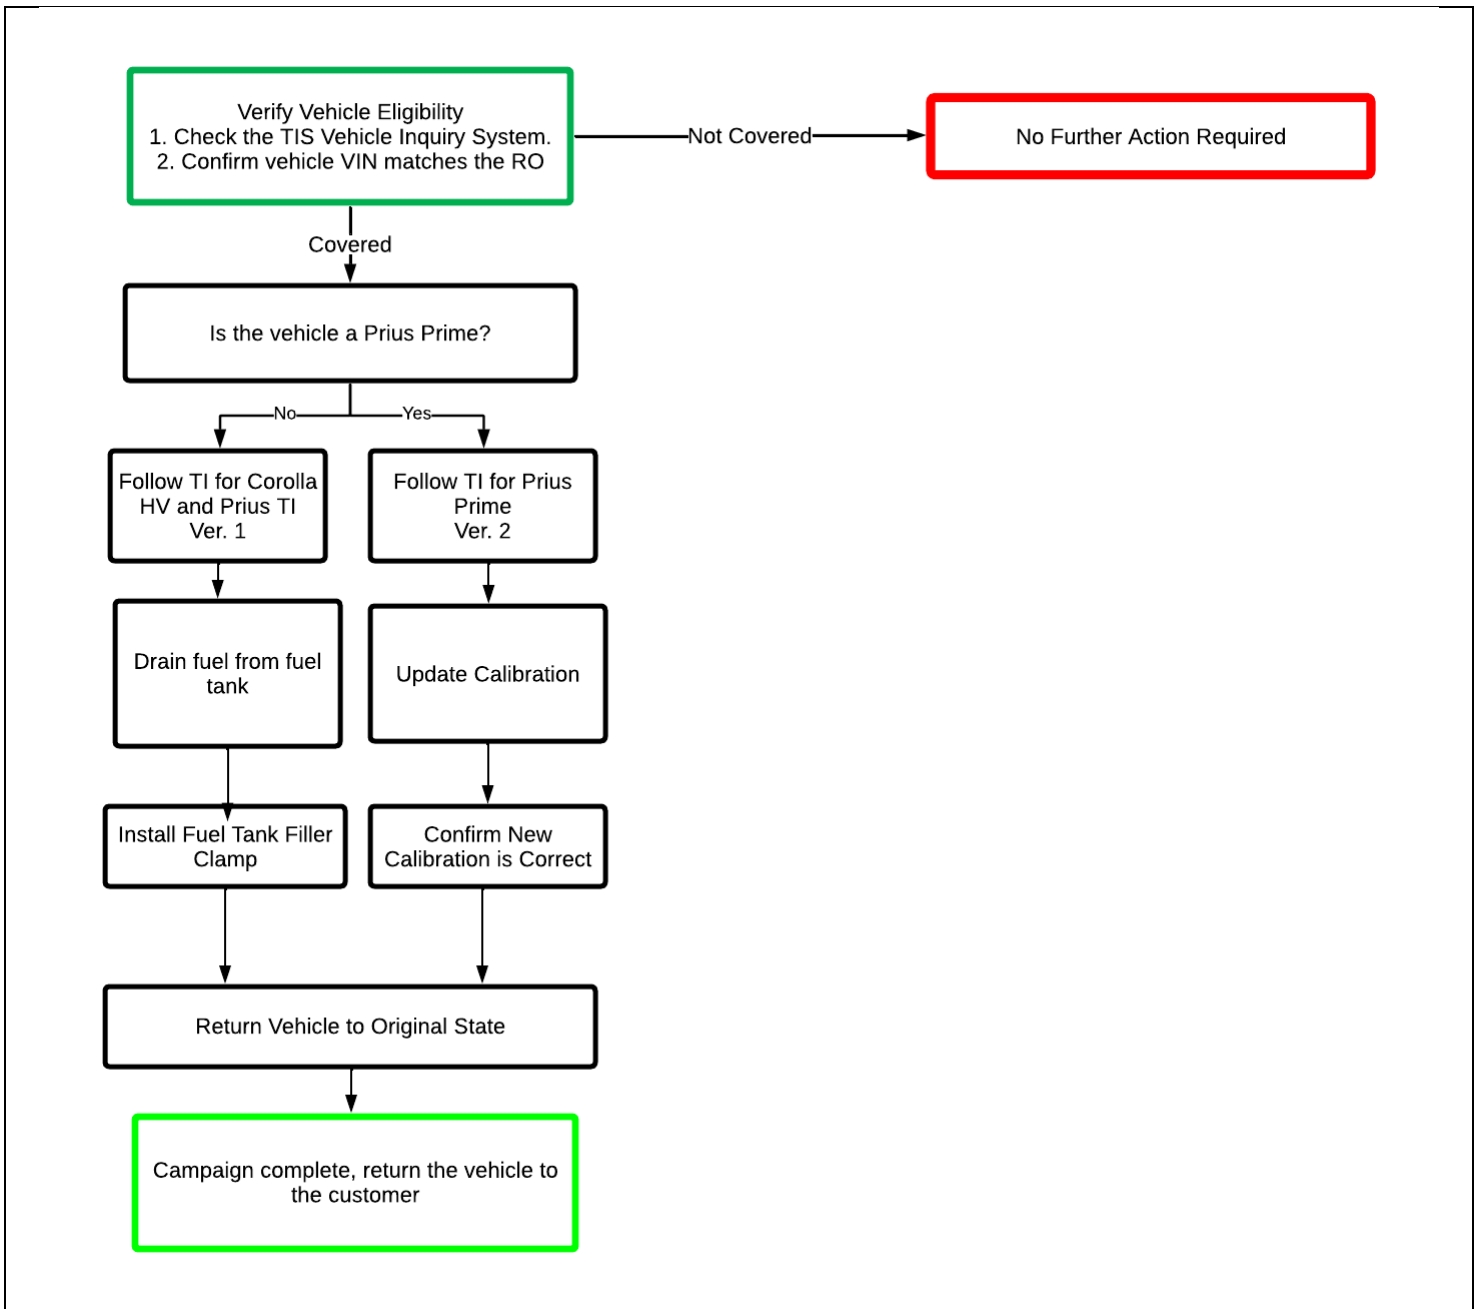 Verify Vehicle Eligibility
1. Check the TIS Vehicle Inquiry System.
2. Confirm vehicle VIN matches the RO
Not Covered
No Further Action Required
Covered
Is the vehicle a Prius Prime?
No
Yes
Follow TI for Corolla
HV and Prius TI
Ver. 1
Follow TI for Prius
Prime
Ver. 2
Drain fuel from fuel
tank
Update Calibration
Install Fuel Tank Filler
Clamp
Confirm New
Calibration is Correct
Return Vehicle to Original State
Campaign complete, return the vehicle to
the customer